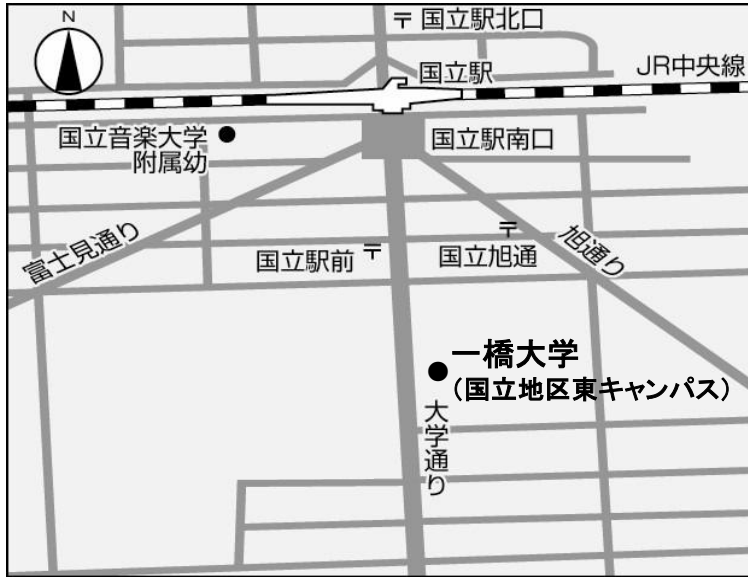 N
〒国立駅北口
国立駅
JR中央線
国立音楽大学
附属幼
国立駅南口
富士見通り
国立駅前〒
〒
国立旭通
旭通り
一橋大学
(国立地区東キャンパス)
大学通り